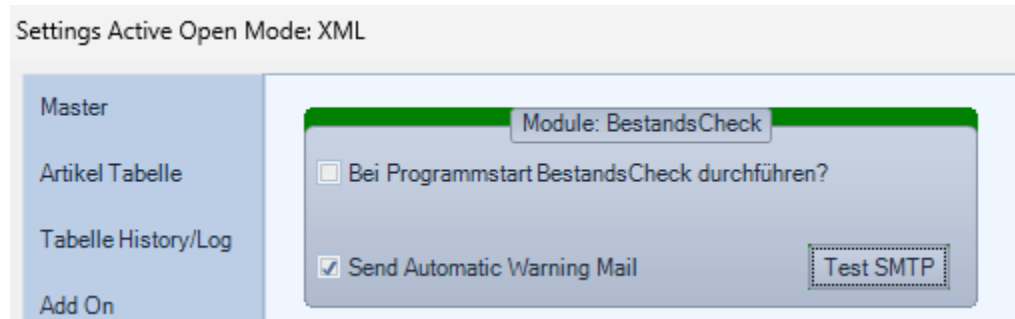 Settings Active Open Mode: XML
Master
Artikel Tabelle
Tabelle History/Log
Add On
Module: BestandsCheck
Bei Programmstart BestandsCheck durchführen?
Send Automatic Warning Mail
Test SMTP